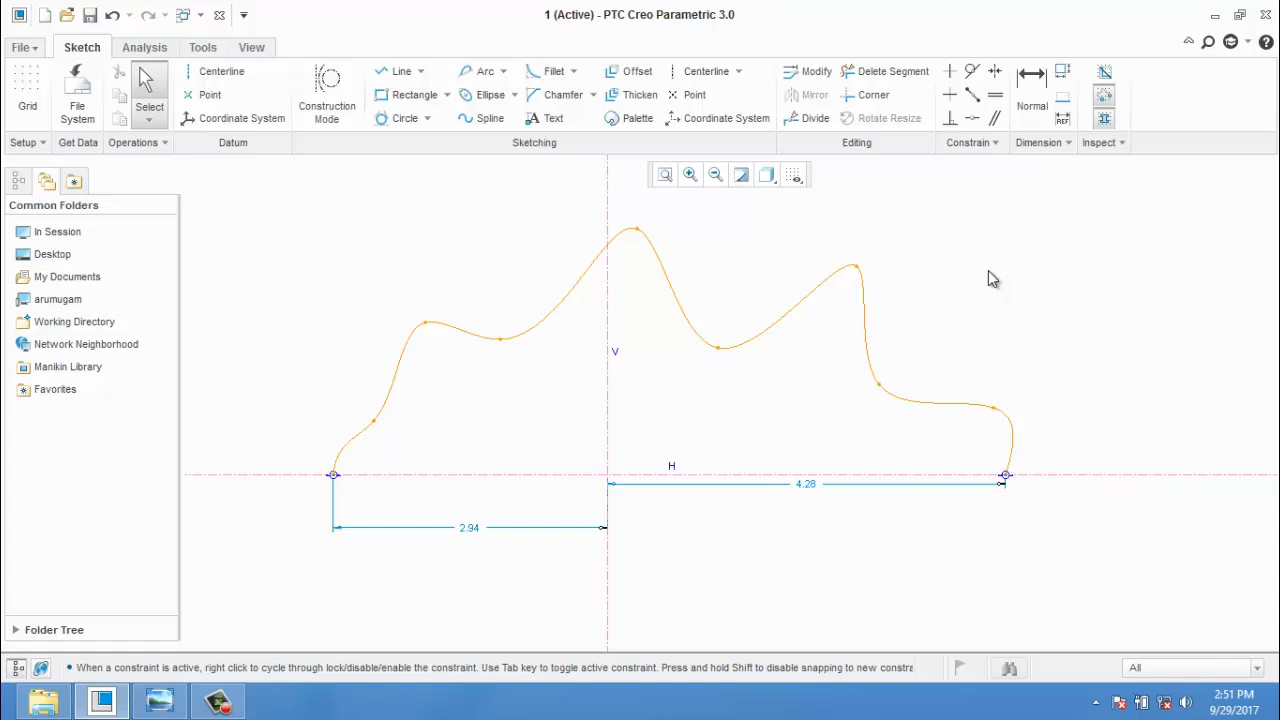 1 (Active) - PTC Creo Parametric 3.0
File Sketch Analysis Tools View
Grid
File System
Select
Centerline
Point
Coordinate System
Construction Mode
Line Arc Fillet Offset Centerline
Rectangle Ellipse Chamfer Thicken Point
Circle Spline Text Palette Coordinate System
Modify Delete Segment
Mirror Corner
Divide Rotate Resize
Normal
REF
Setup Get Data Operations Datum Sketching Editing Constrain Dimension Inspect
Common Folders
In Session
Desktop
My Documents
arumugam
Working Directory
Network Neighborhood
Manikin Library
Favorites
Folder Tree
V
H
4.28
2.94
When a constraint is active, right click to cycle through lock/disable/enable the constraint. Use Tab key to toggle active constraint. Press and hold Shift to disable snapping to new constra
All
2:51 PM
9/29/2017